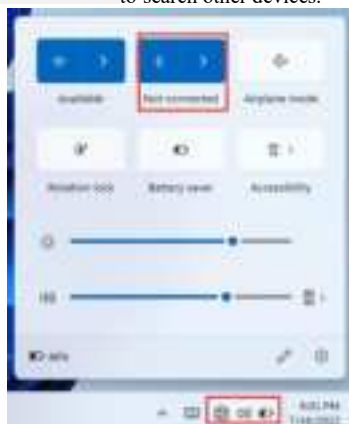 to search other devices.
Available
Not connected
Airplane mode
Rotation lock
Battery saver
Accessibility